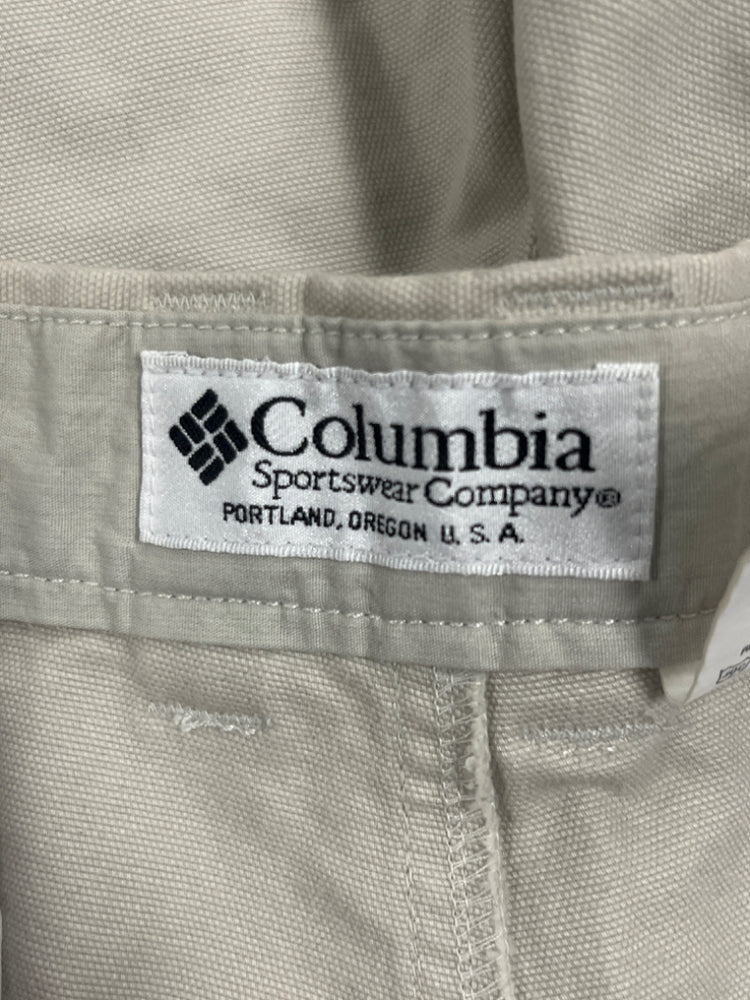 Columbia
Sportswear Company®
PORTLAND, OREGON U.S.A.